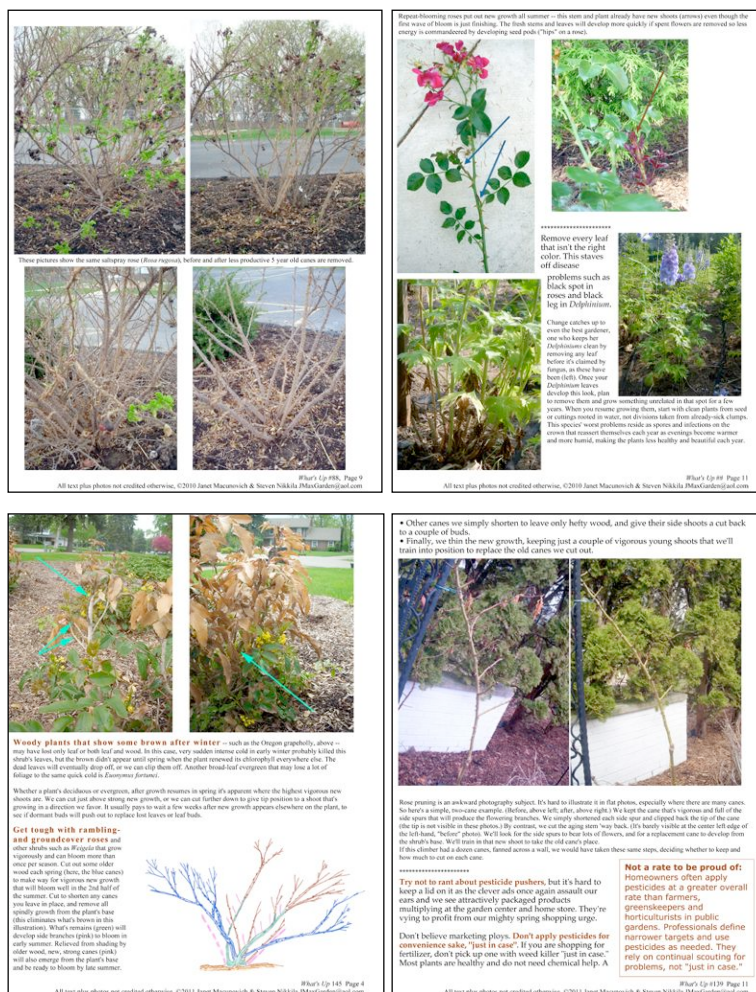 These pictures show the same saltspray rose (Rosa rugosa), before and after less productive 5 year old canes are removed.
What's Up #88, Page 9
All text plus photos not credited otherwise, ©2010 Janet Macunovich & Steven Nikkila JMaxGarden@aol.com
Repeat-blooming roses put out new growth all summer -- this stem and plant already have new shoots (arrows) even though the
first wave of bloom is just finishing. The fresh stems and leaves will develop more quickly if spent flowers are removed so less
energy is commandeered by developing seed pods ("hips" on a rose).
**********************
Remove every leaf
that isn't the right
color. This staves
off disease
problems such as
black spot in
roses and black
leg in Delphinium.
Change catches up to
even the best gardener,
one who keeps her
Delphiniums clean by
removing any leaf
before it's claimed by
fungus, as these have
been (left). Once your
Delphinium leaves
develop this look, plan
to remove them and grow something unrelated in that spot for a few
years. When you resume growing them, start with clean plants from seed
or cuttings rooted in water, not divisions taken from already-sick clumps.
This species' worst problems reside as spores and infections on the
crown that reassert themselves each year as evenings become warmer
and more humid, making the plants less healthy and beautiful each year.
What's Up ## Page 11
All text plus photos not credited otherwise, ©2010 Janet Macunovich & Steven Nikkila JMaxGarden@aol.com
Woody plants that show some brown after winter -- such as the Oregon grapeholly, above --
may have lost only leaf or both leaf and wood. In this case, very sudden intense cold in early winter probably killed this
shrub's leaves, but the brown didn't appear until spring when the plant renewed its chlorophyll everywhere else. The
dead leaves will eventually drop off, or we can clip them off. Another broad-leaf evergreen that may lose a lot of
foliage to the same quick cold is Euonymus fortunei.
Whether a plant's deciduous or evergreen, after growth resumes in spring it's apparent where the highest vigorous new
shoots are. We can cut just above strong new growth, or we can cut further down to give tip position to a shoot that's
growing in a direction we favor. It usually pays to wait a few weeks after new growth appears elsewhere on the plant, to
see if dormant buds will push out to replace lost leaves or leaf buds.
Get tough with rambling-
and groundcover roses and
other shrubs such as Weigela that grow
vigorously and can bloom more than
once per season. Cut out some older
wood each spring (here, the blue canes)
to make way for vigorous new growth
that will bloom well in the 2nd half of
the summer. Cut to shorten any canes
you leave in place, and remove all
spindly growth from the plant's base
(this eliminates what's brown in this
illustration). What's remains (green) will
develop side branches (pink) to bloom in
early summer. Relieved from shading by
older wood, new, strong canes (pink)
will also emerge from the plant's base
and be ready to bloom by late summer.
What's Up 145 Page 4
• Other canes we simply shorten to leave only hefty wood, and give their side shoots a cut back
to a couple of buds.
• Finally, we thin the new growth, keeping just a couple of vigorous young shoots that we'll
train into position to replace the old canes we cut out.
Rose pruning is an awkward photography subject. It's hard to illustrate it in flat photos, especially where there are many canes.
So here's a simple, two-cane example. (Before, above left; after, above right.) We kept the cane that's vigorous and full of the
side spurs that will produce the flowering branches. We simply shortened each side spur and clipped back the tip of the cane
(the tip is not visible in these photos.) By contrast, we cut the aging stem 'way back. (It's barely visible at the center left edge of
the left-hand, "before" photo). We'll look for the side spurs to bear lots of flowers, and for a replacement cane to develop from
the shrub's base. We'll train in that new shoot to take the old cane's place.
If this climber had a dozen canes, fanned across a wall, we would have taken these same steps, deciding whether to keep and
how much to cut on each cane.
**********************
Try not to rant about pesticide pushers, but it's hard to
keep a lid on it as the clever ads once again assault our
ears and we see attractively packaged products
multiplying at the garden center and home store. They're
vying to profit from our mighty spring shopping urge.
Don't believe marketing ploys. Don't apply pesticides for
convenience sake, "just in case". If you are shopping for
fertilizer, don't pick up one with weed killer "just in case."
Most plants are healthy and do not need chemical help. A
Not a rate to be proud of:
Homeowners often apply
pesticides at a greater overall
rate than farmers,
greenskeepers and
horticulturists in public
gardens. Professionals define
narrower targets and use
pesticides as needed. They
rely on continual scouting for
problems, not "just in case."
What's Up #139 Page 11